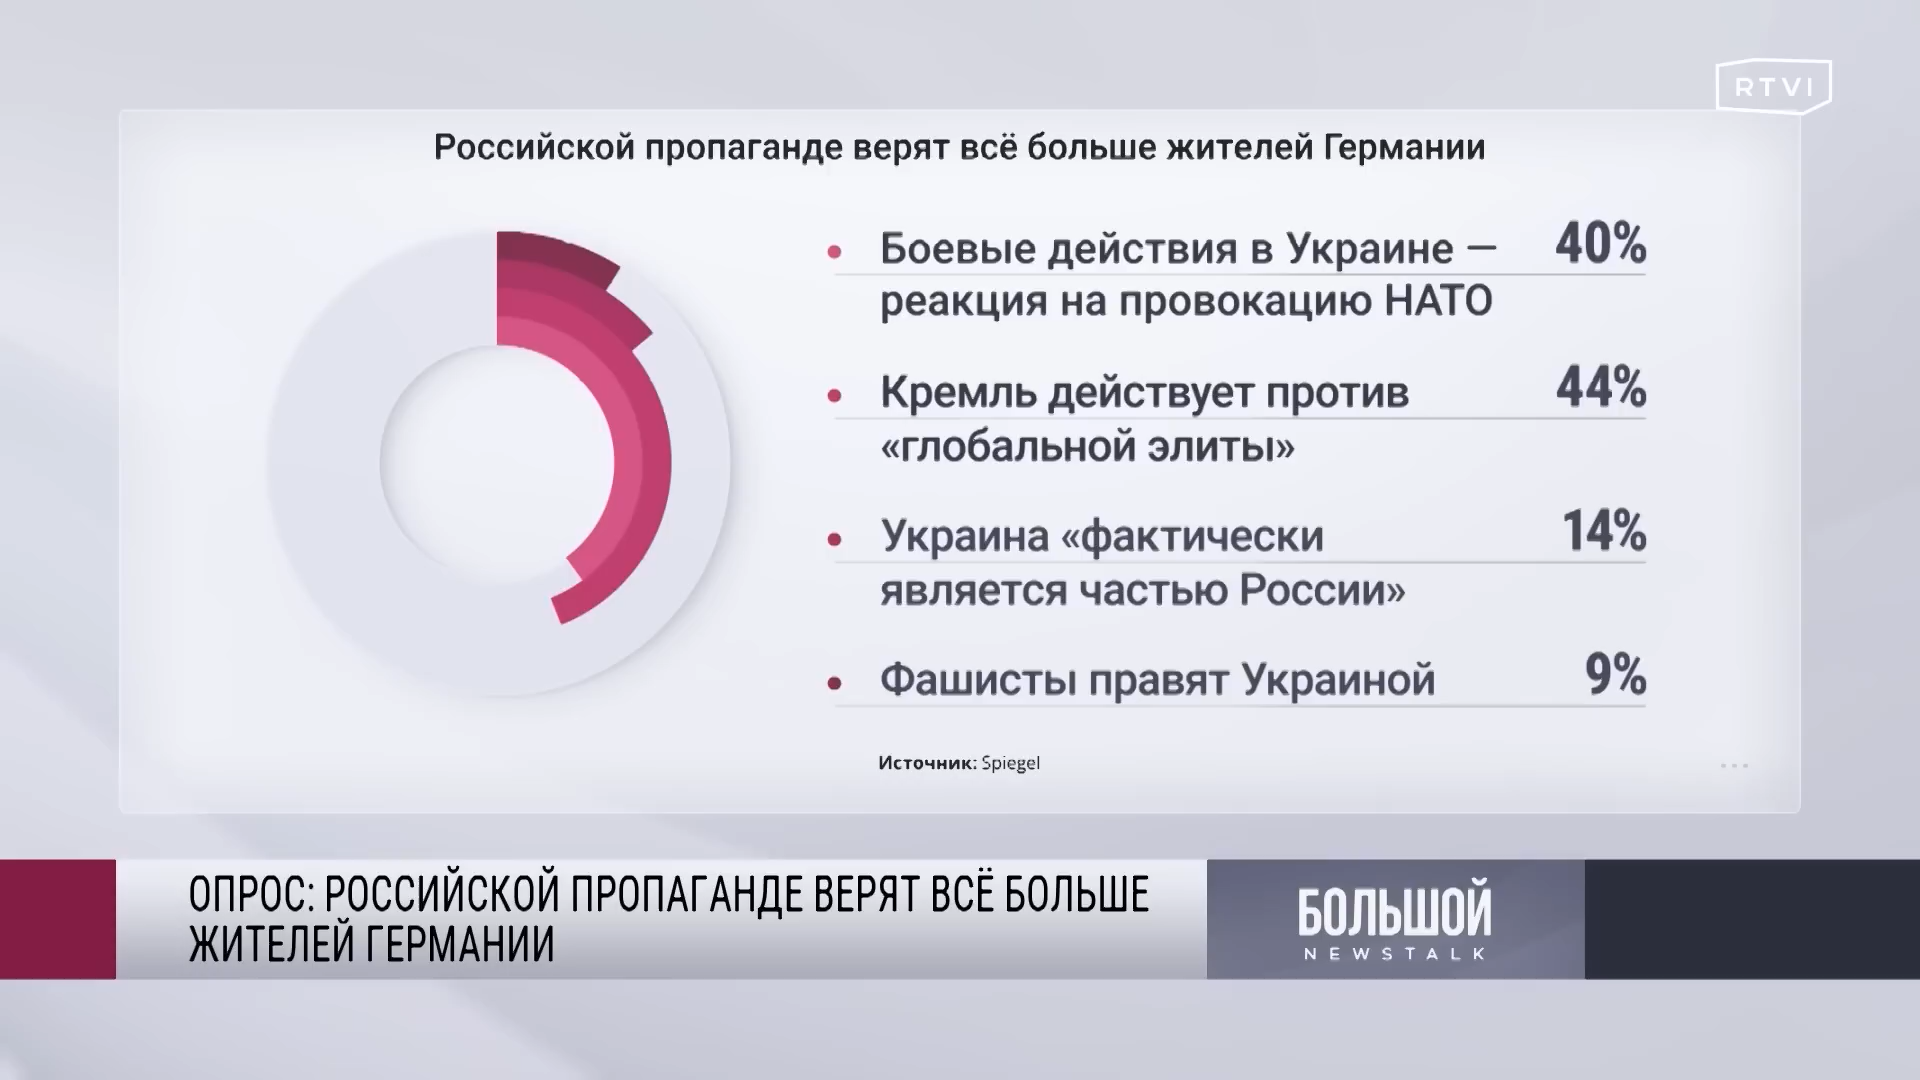 RTVI
Российской пропаганде верят всё больше жителей Германии
Боевые действия в Украине — 40%
реакция на провокацию НАТО
Кремль действует против 44%
«глобальной элиты»
Украина «фактически 14%
является частью России»
Фашисты правят Украиной 9%
Источник: Spiegel
ОПРОС: РОССИЙСКОЙ ПРОПАГАНДЕ ВЕРЯТ ВСЁ БОЛЬШЕ
ЖИТЕЛЕЙ ГЕРМАНИИ
БОЛЬШОЙ
NEWSTALK